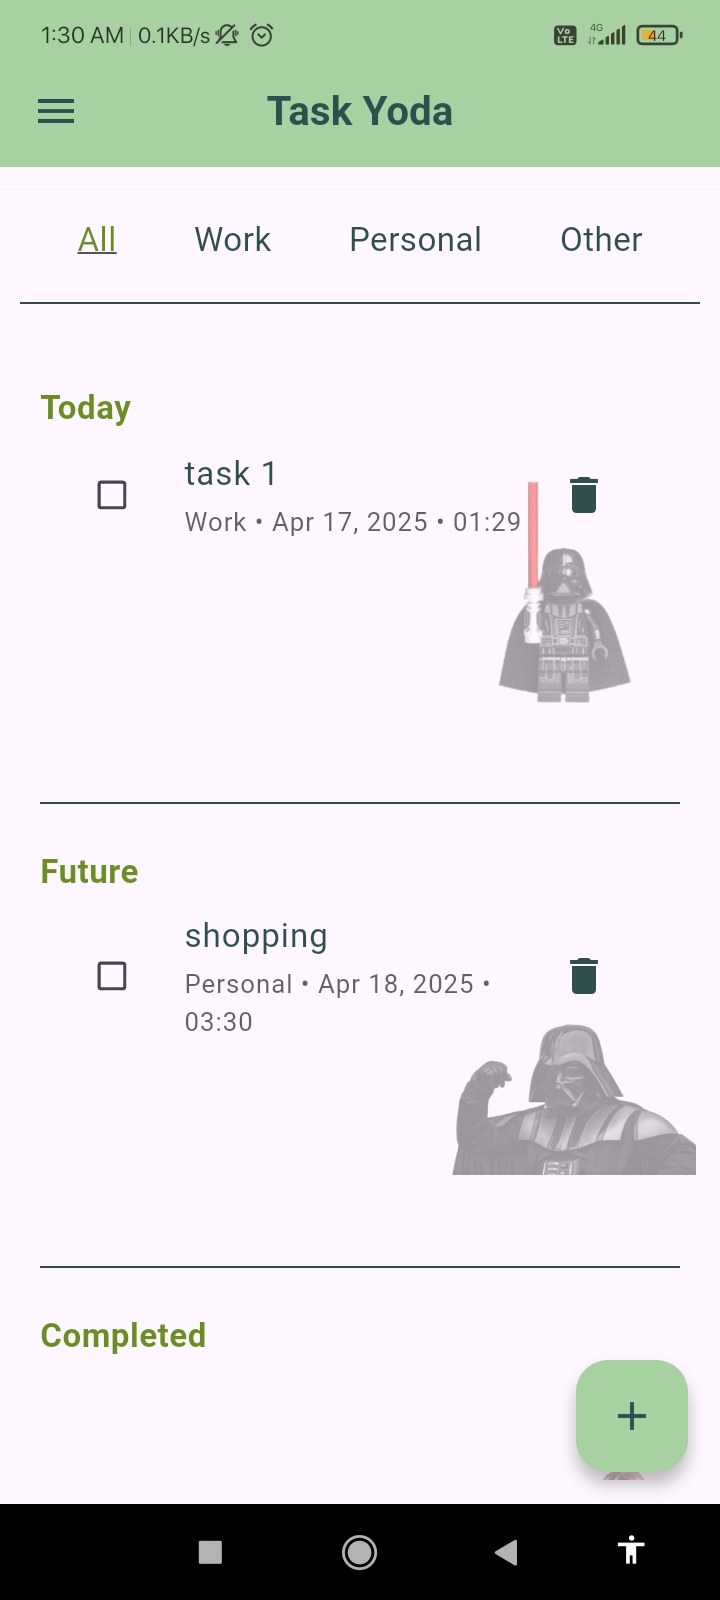 1:30 AM 0.1KB/s Vo LTE 4G 44
Task Yoda
All Work Personal Other
Today
task 1
Work • Apr 17, 2025 • 01:29
Future
shopping
Personal • Apr 18, 2025 •
03:30
Completed